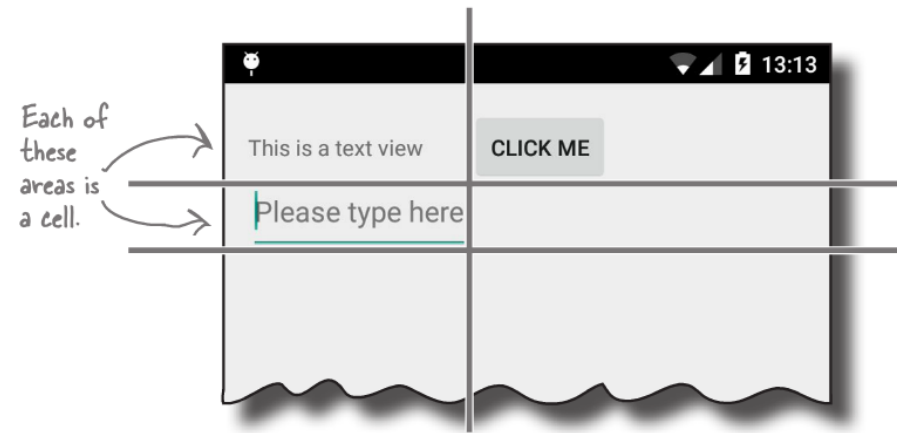 13:13
Each of
these
areas is
a cell.
This is a text view
CLICK ME
Please type here